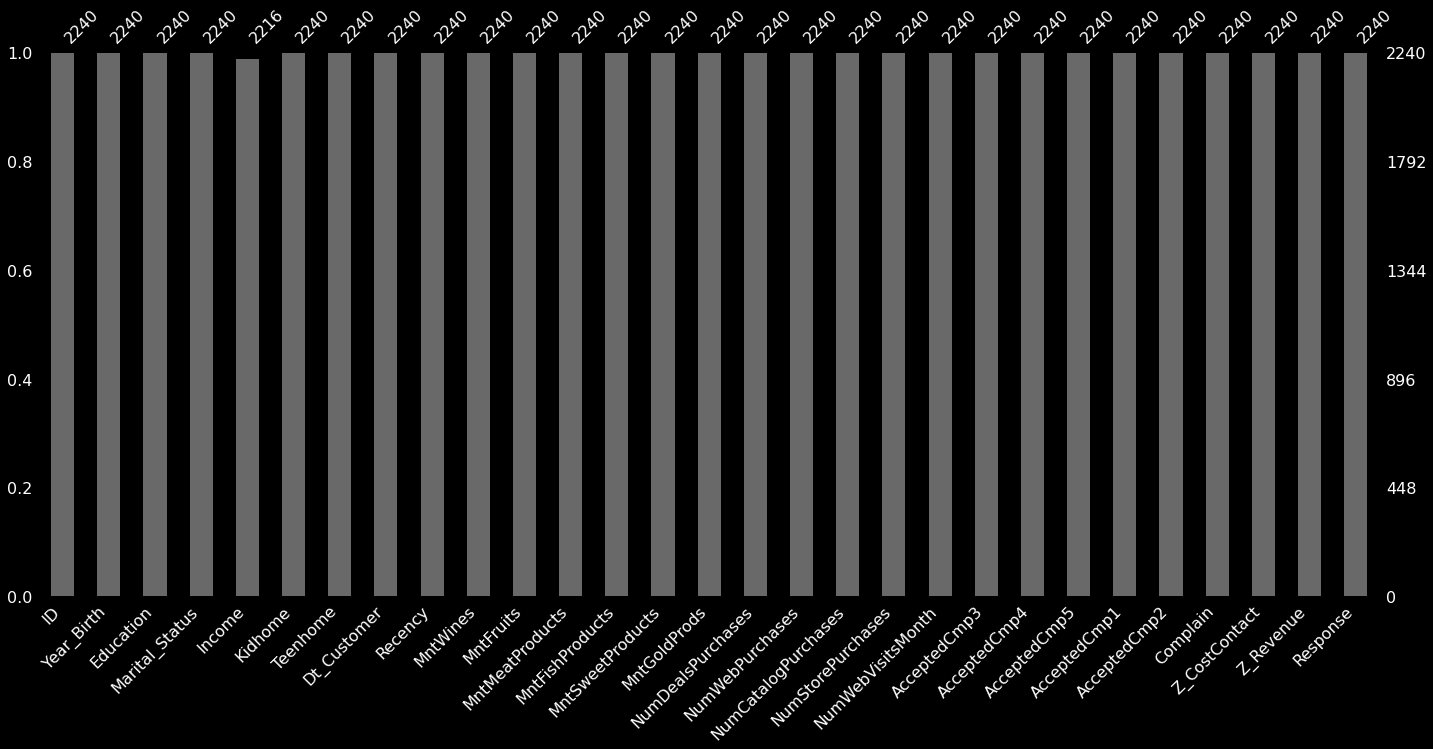 2240 2240 2240 2240 2216 2240 2240 2240 2240 2240 2240 2240 2240 2240 2240 2240 2240 2240 2240 2240 2240 2240 2240 2240 2240 2240 2240 2240 2240
1.0 2240
0.8 1792
0.6 1344
0.4 896
0.2 448
0.0 0
ID
Year_Birth
Education
Marital_Status
Income
Kidhome
Teenhome
Dt_Customer
Recency
MntWines
MntFruits
MntMeatProducts
MntFishProducts
MntSweetProducts
MntGoldProds
NumDealsPurchases
NumWebPurchases
NumCatalogPurchases
NumStorePurchases
NumWebVisitsMonth
AcceptedCmp3
AcceptedCmp4
AcceptedCmp5
AcceptedCmp1
AcceptedCmp2
Complain
Z_CostContact
Z_Revenue
Response